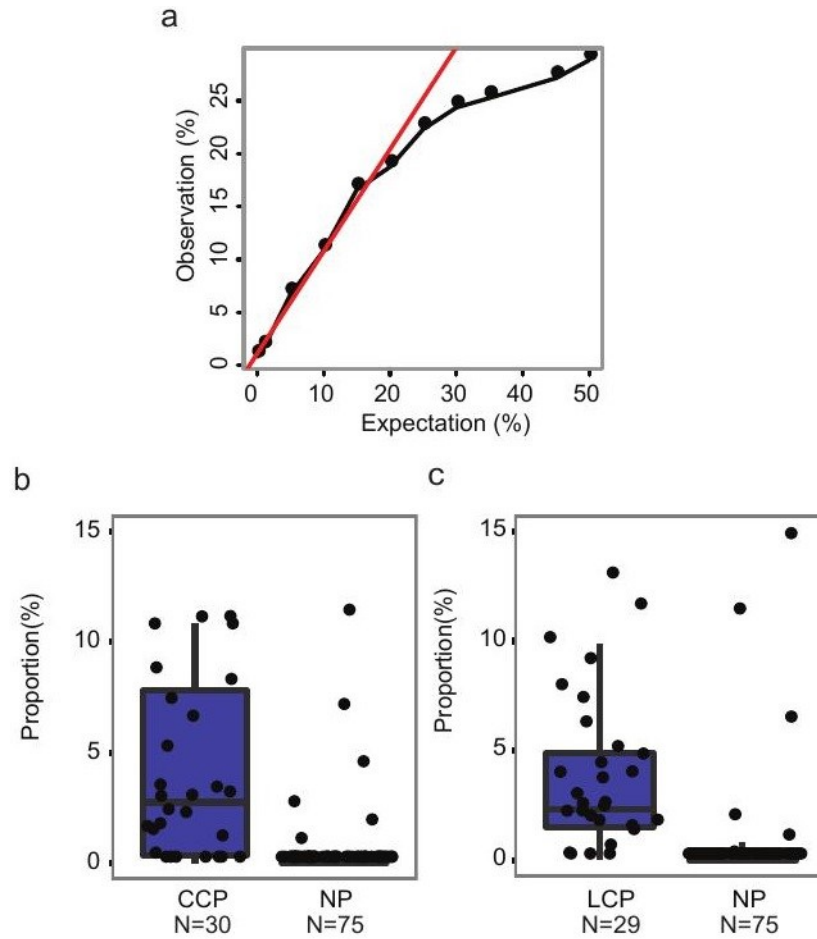 a
Observation (%)
0
5
10
15
20
25
0 10 20 30 40 50
Expectation (%)
b
Proportion(%)
15
10
5
0
CCP NP
N=30 N=75
c
Proportion(%)
15
10
5
0
LCP NP
N=29 N=75